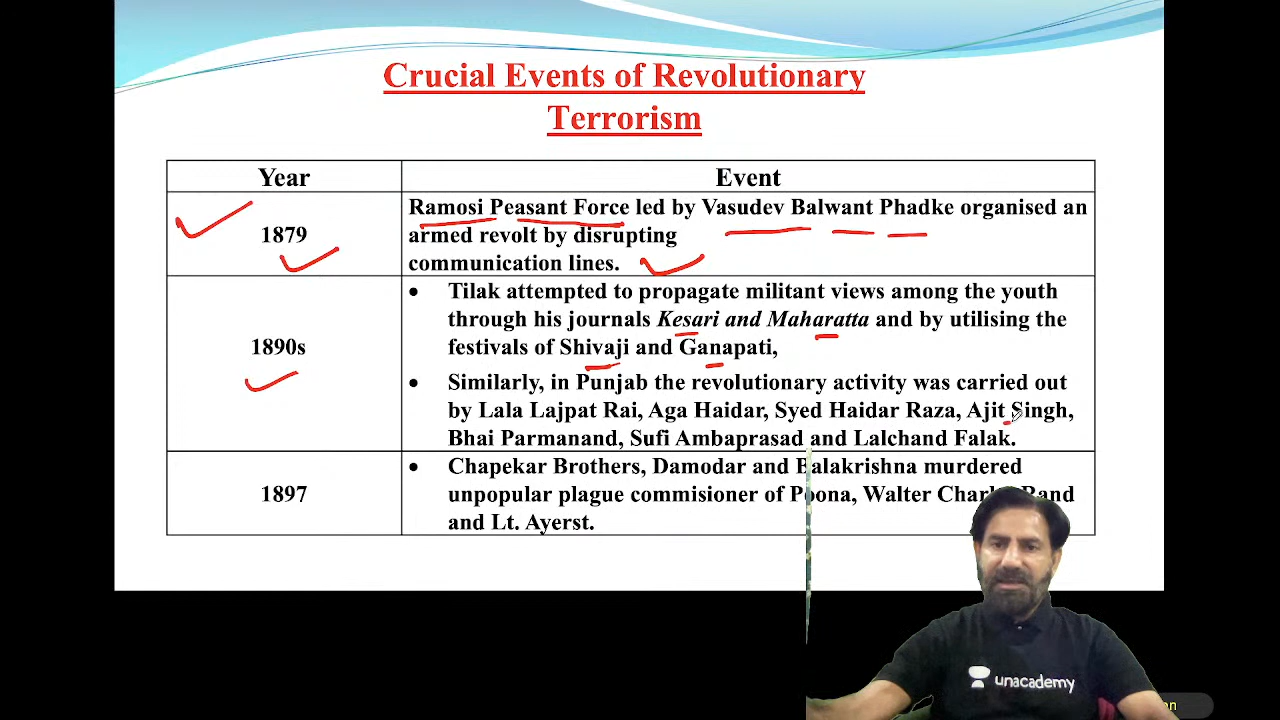 Crucial Events of Revolutionary
Terrorism
Year
Event
1879
Ramosi Peasant Force led by Vasudev Balwant Phadke organised an
armed revolt by disrupting
communication lines.
1890s
• Tilak attempted to propagate militant views among the youth
through his journals Kesari and Maharatta and by utilising the
festivals of Shivaji and Ganapati,
• Similarly, in Punjab the revolutionary activity was carried out
by Lala Lajpat Rai, Aga Haidar, Syed Haidar Raza, Ajit Singh,
Bhai Parmanand, Sufi Ambaprasad and Lalchand Falak.
1897
• Chapekar Brothers, Damodar and Balakrishna murdered
unpopular plague commisioner of Poona, Walter Rand
and Lt. Ayerst.
unacademy